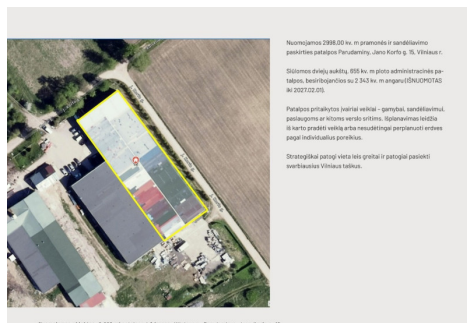 Nuomojamos 2998,00 kv. m pramonės ir sandėliavimo
paskirties patalpos Parudaminy, Jano Korfo g. 15, Vilniaus r.
Siūlomos dviejų aukštų, 655 kv. m ploto administracinės pa-
talpos, besiribojančios su 2 343 kv. m angaru (IŠNUOMOTAS
iki 2027.02.01).
Patalpos pritaikytos įvairiai veiklai – gamybai, sandėliavimui,
paslaugoms ar kitoms verslo sritims. Išplanavimas leidžia
iš karto pradėti veiklą arba nesudėtingai perplanuoti erdves
pagal individualius poreikius.
Strategiškai patogi vieta leis greitai ir patogiai pasiekti
svarbiausius Vilniaus taškus.